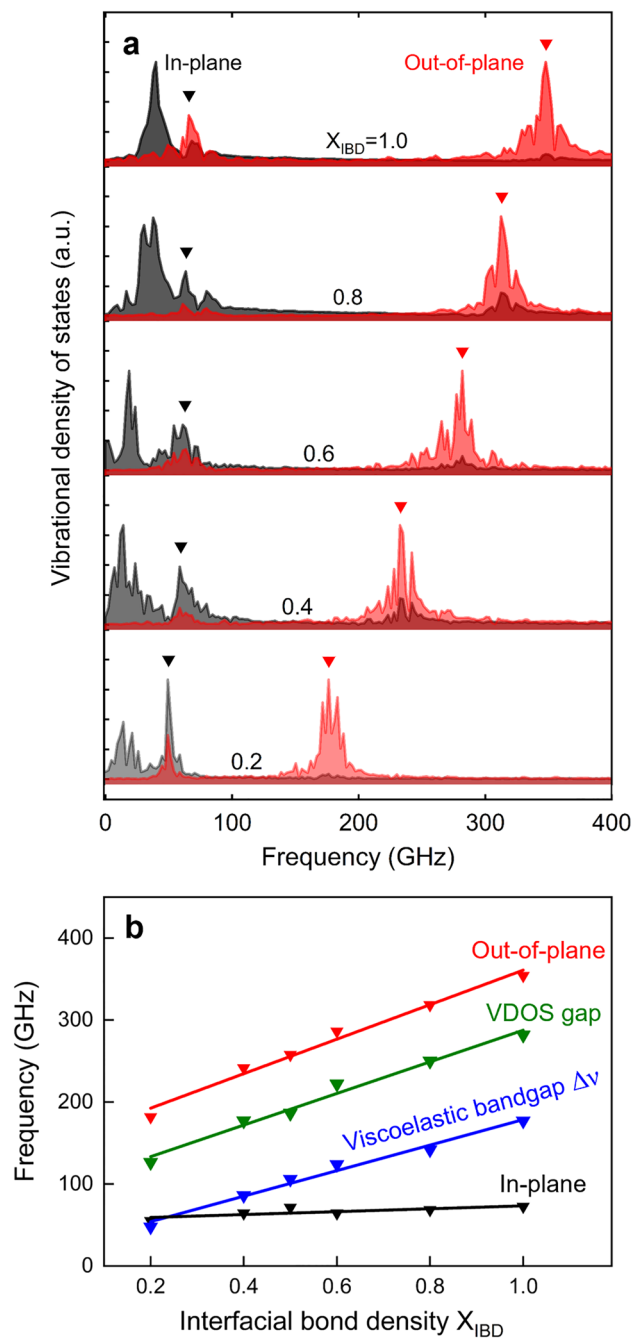 a
In-plane
Out-of-plane
X_IBD=1.0
0.8
0.6
0.4
0.2
Vibrational density of states (a.u.)
0 100 200 300 400
Frequency (GHz)
b
400
300
200
100
0
Frequency (GHz)
Out-of-plane
VDOS gap
Viscoelastic bandgap Δν
In-plane
0.2 0.4 0.6 0.8 1.0
Interfacial bond density X_IBD